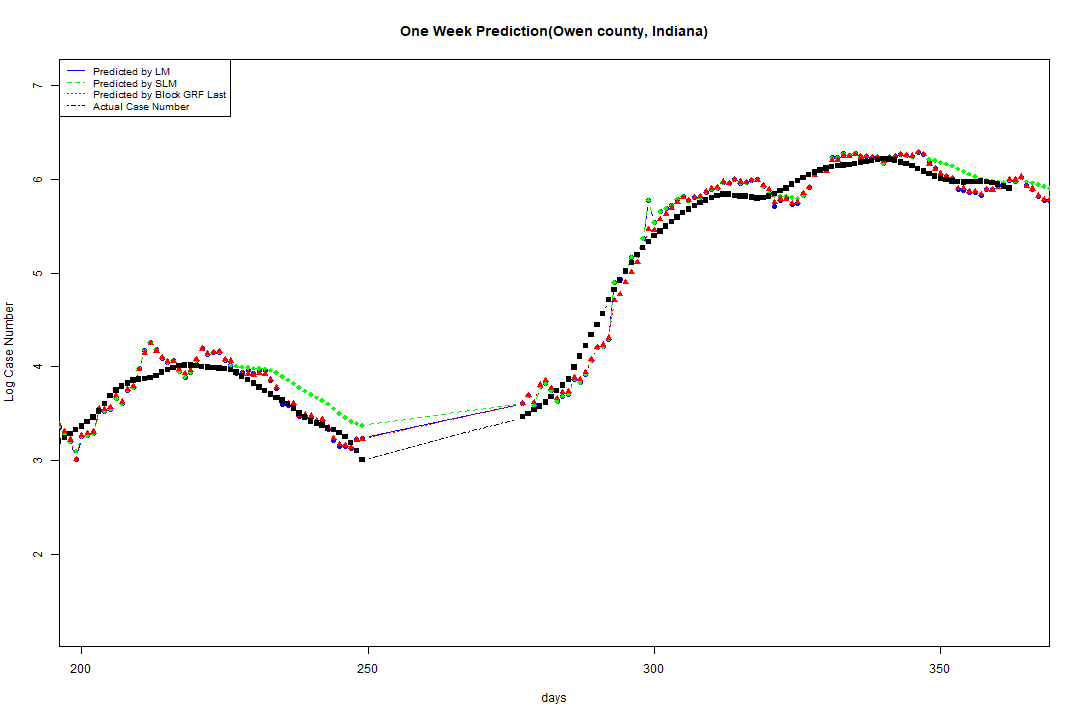 One Week Prediction(Owen county, Indiana)
Predicted by LM
Predicted by SLM
Predicted by Block GRF Last
Actual Case Number
7
6
5
4
3
2
Log Case Number
200 250 300 350
days